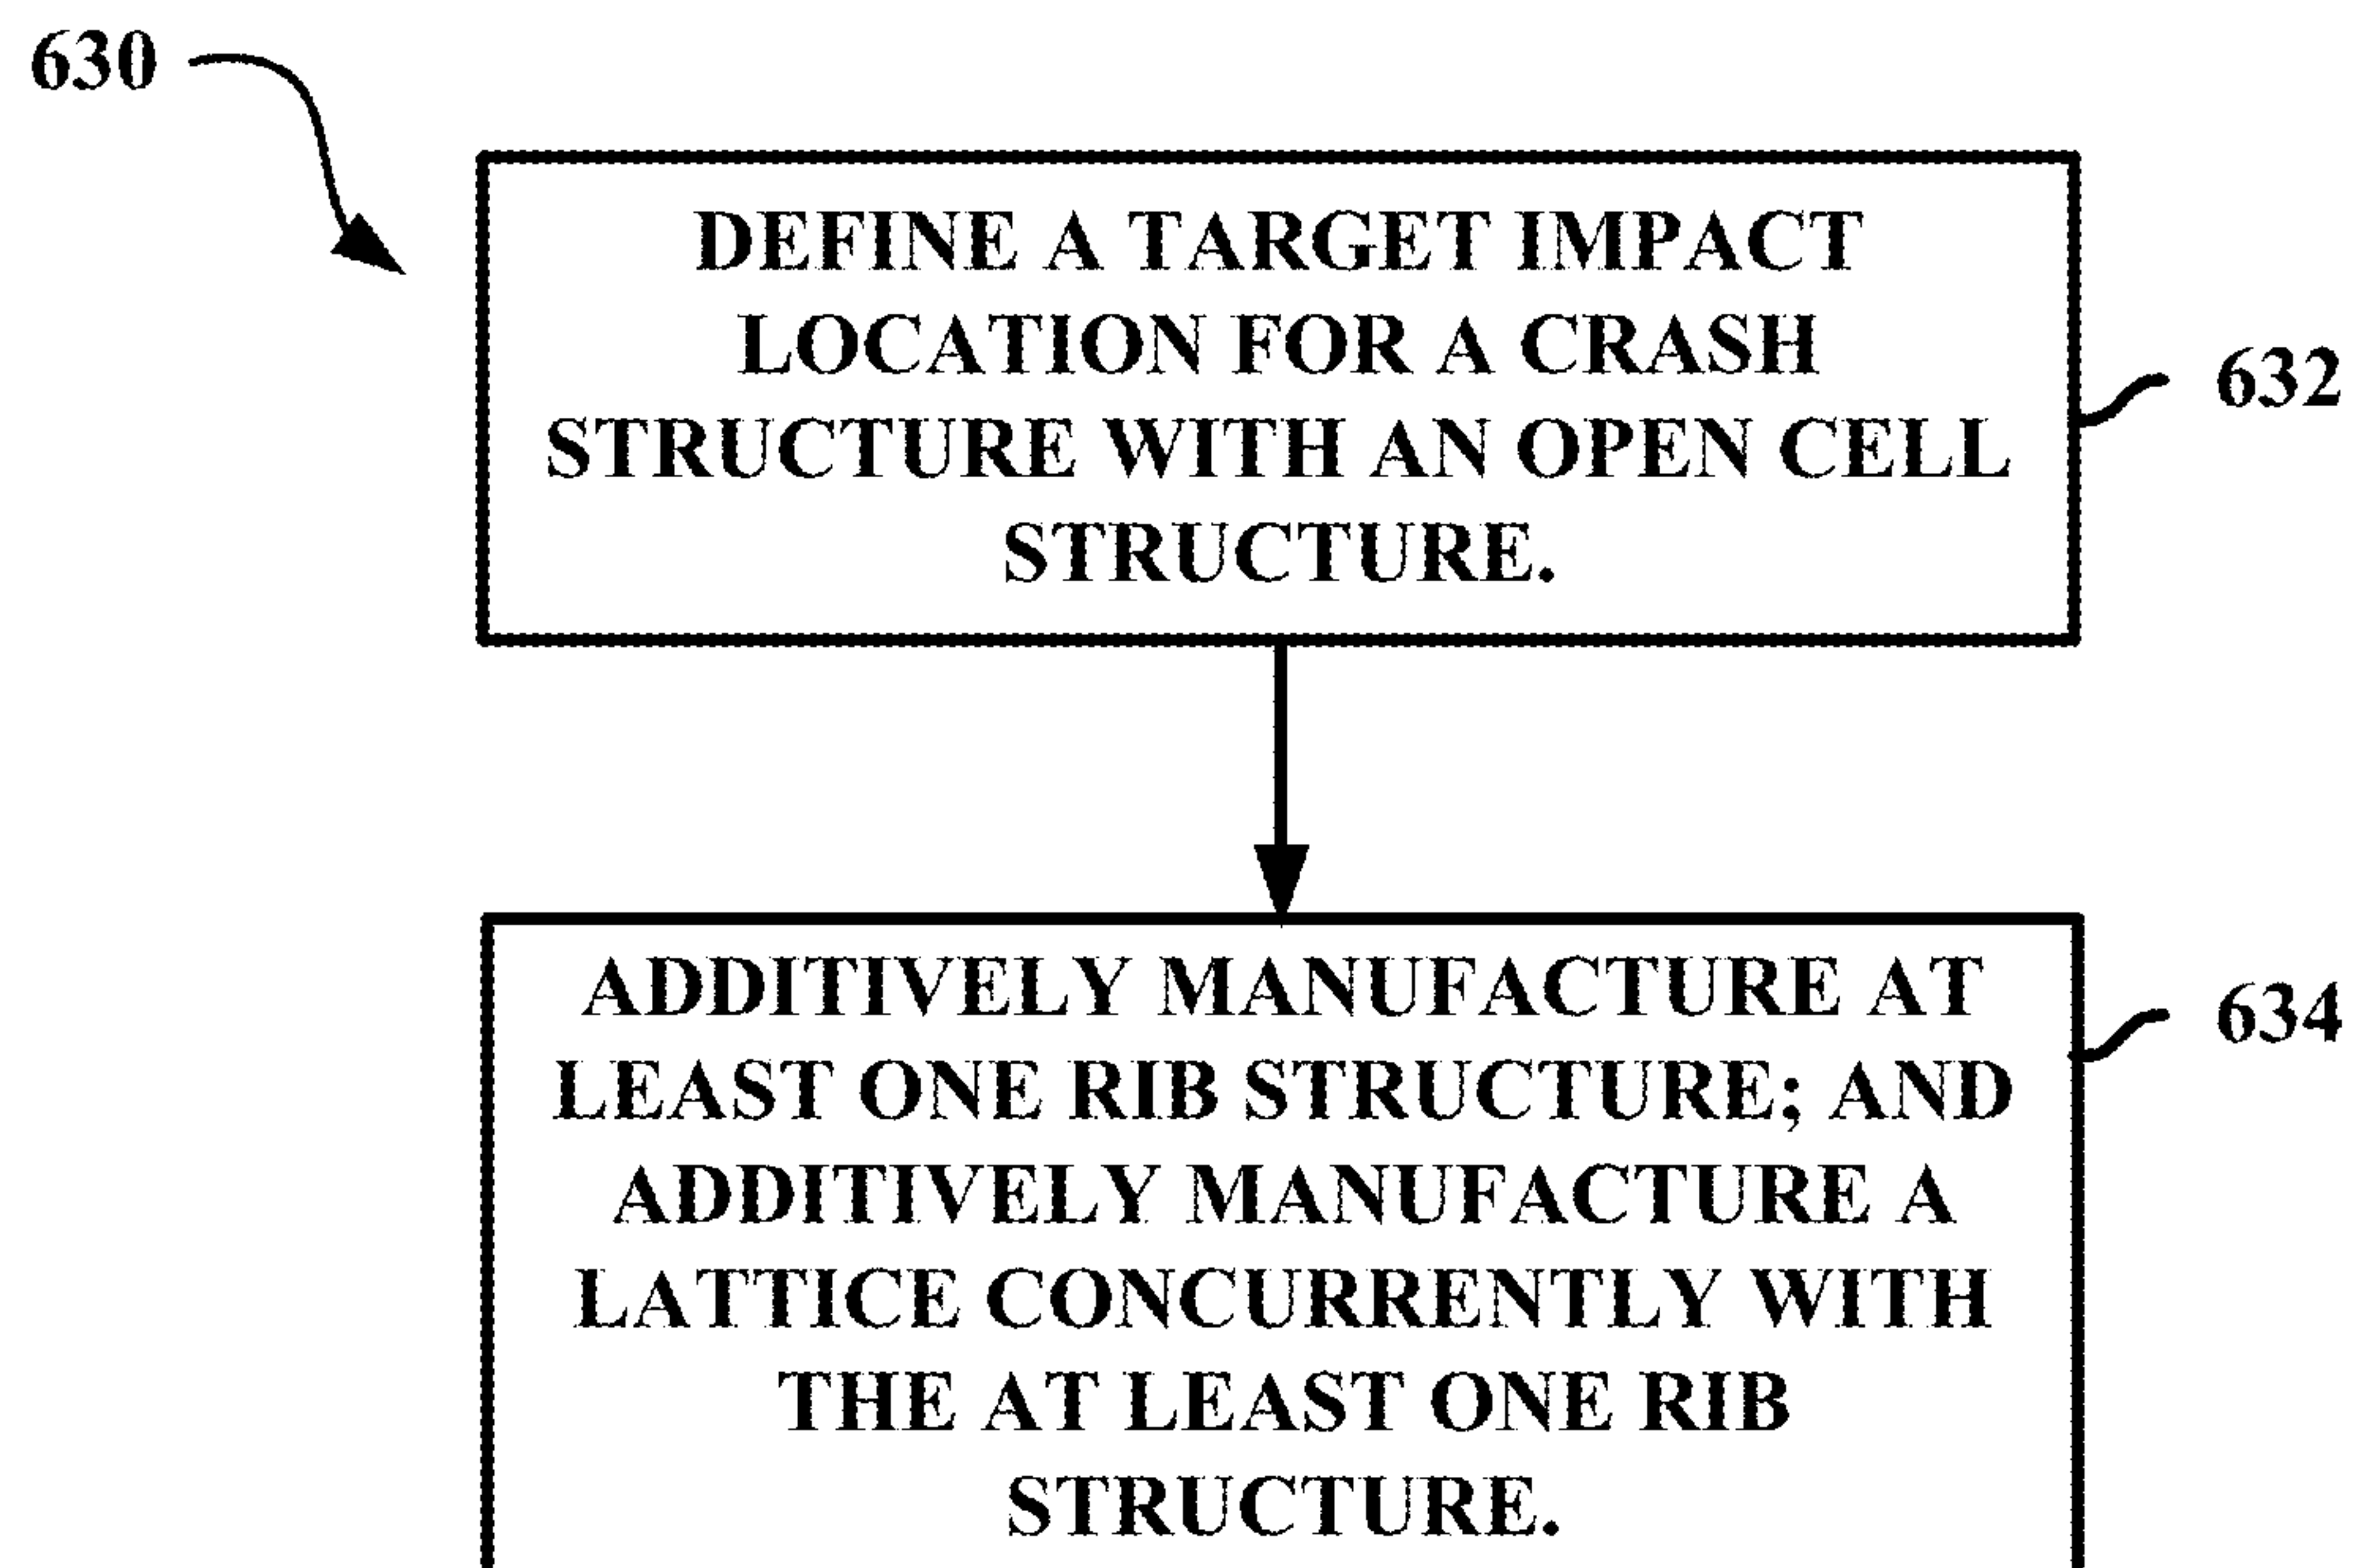 630
DEFINE A TARGET IMPACT
LOCATION FOR A CRASH
STRUCTURE WITH AN OPEN CELL
STRUCTURE.
632
ADDITIVELY MANUFACTURE AT
LEAST ONE RIB STRUCTURE; AND
ADDITIVELY MANUFACTURE A
LATTICE CONCURRENTLY WITH
THE AT LEAST ONE RIB
STRUCTURE.
634